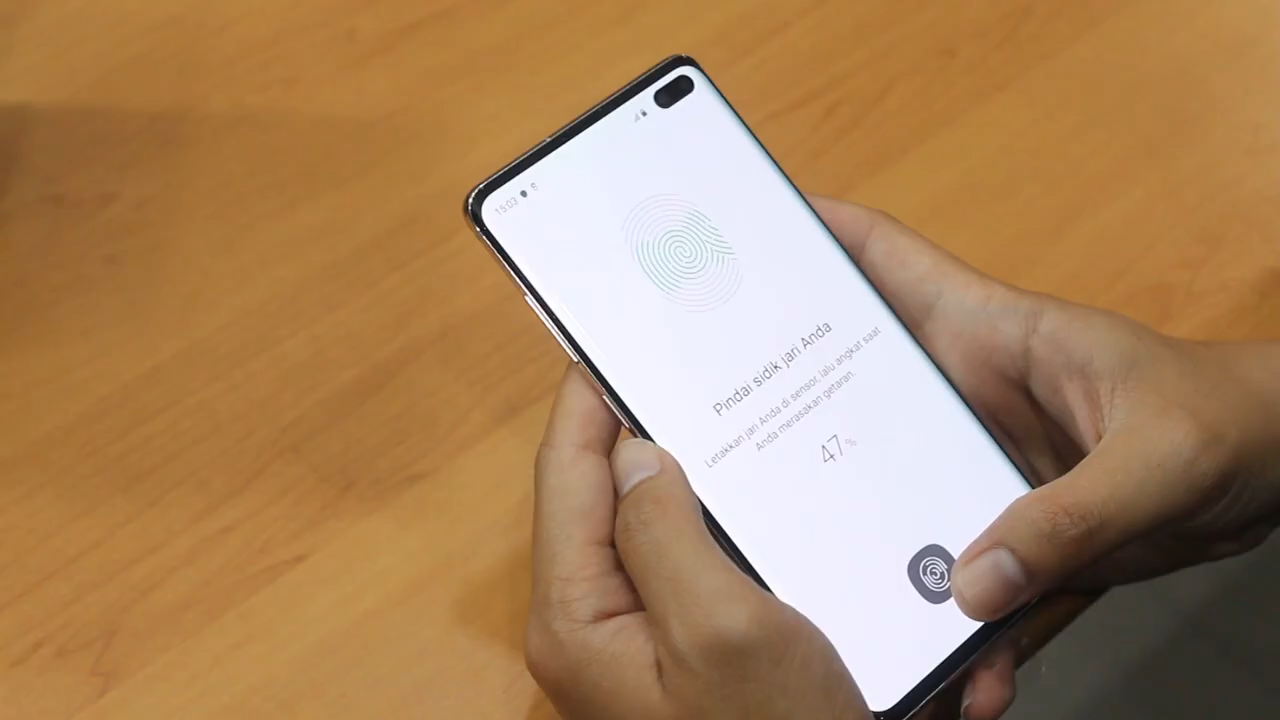 15:03
Pindai sidik jari Anda
Letakkan jari Anda di sensor, lalu angkat saat
Anda merasakan getaran.
47%